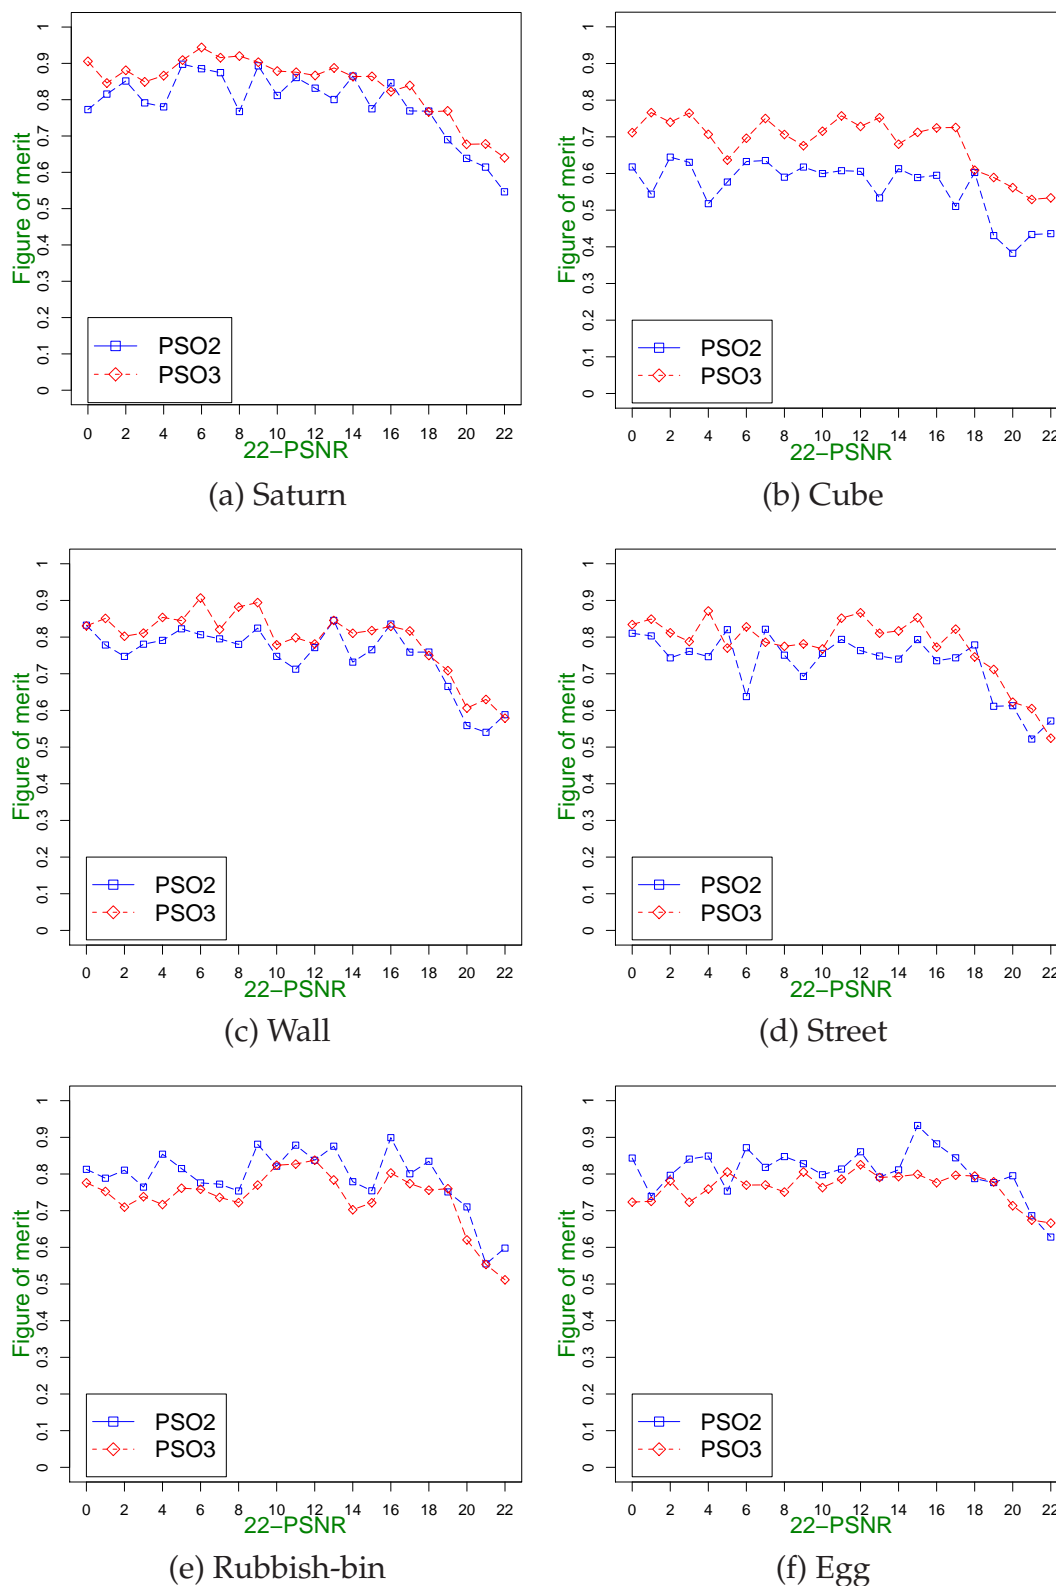 Figure of merit
0 0.1 0.2 0.3 0.4 0.5 0.6 0.7 0.8 0.9 1
PSO2
PSO3
0 2 4 6 8 10 12 14 16 18 20 22
22−PSNR
(a) Saturn
Figure of merit
0 0.1 0.2 0.3 0.4 0.5 0.6 0.7 0.8 0.9 1
PSO2
PSO3
0 2 4 6 8 10 12 14 16 18 20 22
22−PSNR
(b) Cube
Figure of merit
0 0.1 0.2 0.3 0.4 0.5 0.6 0.7 0.8 0.9 1
PSO2
PSO3
0 2 4 6 8 10 12 14 16 18 20 22
22−PSNR
(c) Wall
Figure of merit
0 0.1 0.2 0.3 0.4 0.5 0.6 0.7 0.8 0.9 1
PSO2
PSO3
0 2 4 6 8 10 12 14 16 18 20 22
22−PSNR
(d) Street
Figure of merit
0 0.1 0.2 0.3 0.4 0.5 0.6 0.7 0.8 0.9 1
PSO2
PSO3
0 2 4 6 8 10 12 14 16 18 20 22
22−PSNR
(e) Rubbish-bin
Figure of merit
0 0.1 0.2 0.3 0.4 0.5 0.6 0.7 0.8 0.9 1
PSO2
PSO3
0 2 4 6 8 10 12 14 16 18 20 22
22−PSNR
(f) Egg